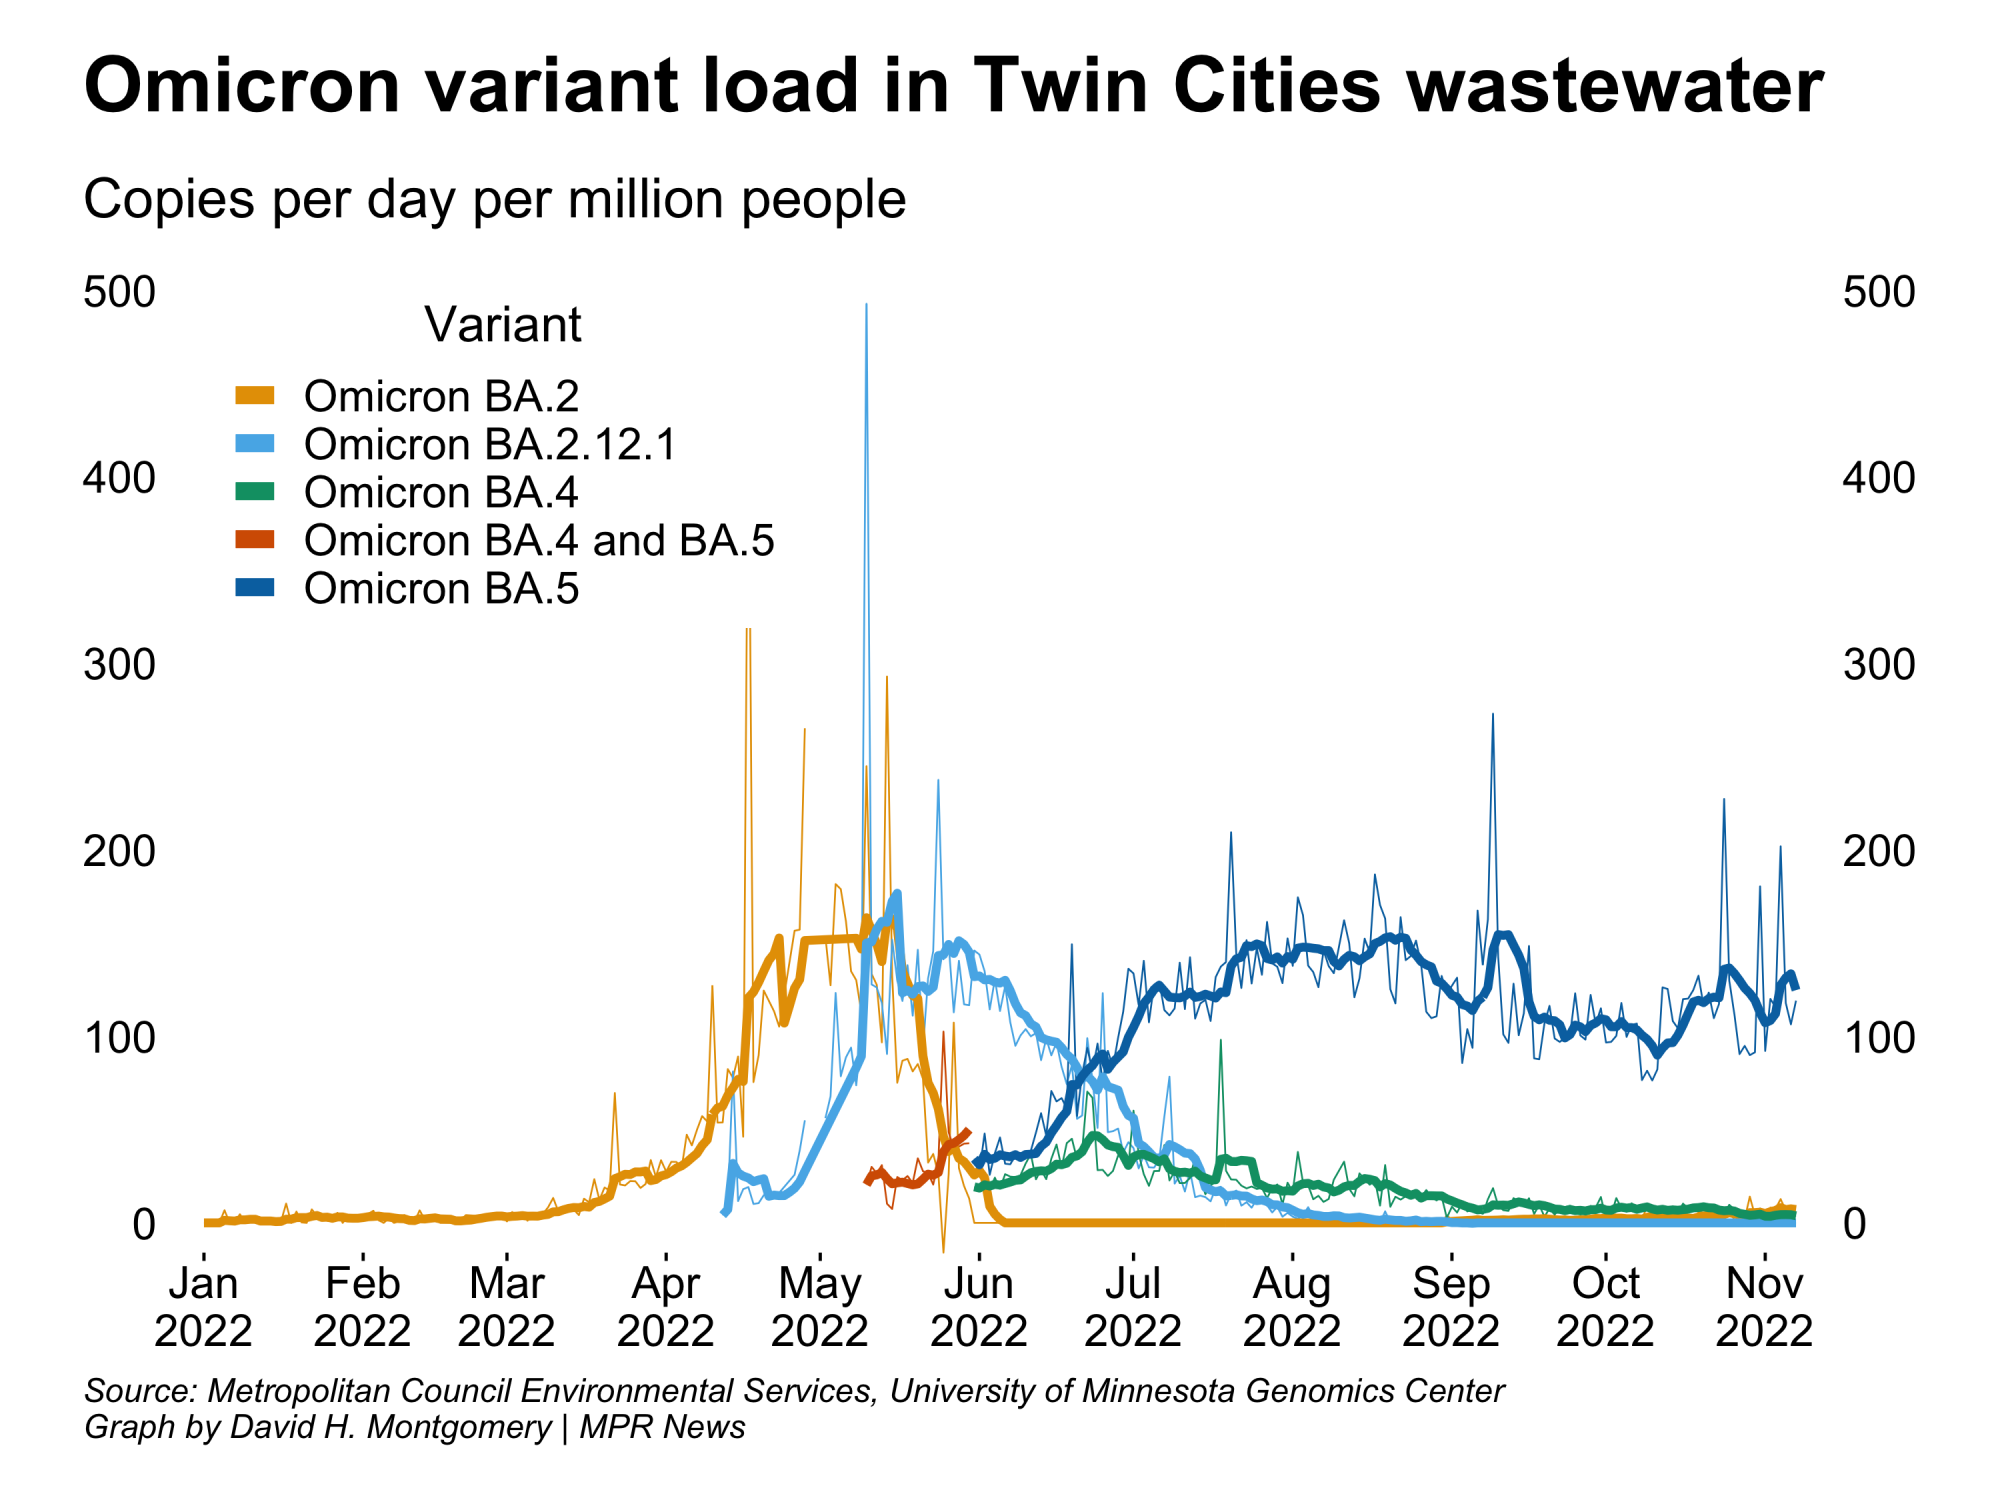 Omicron variant load in Twin Cities wastewater
Copies per day per million people
500 500
Variant
Omicron BA.2
Omicron BA.2.12.1
400 400
Omicron BA.4
Omicron BA.4 and BA.5
Omicron BA.5
300 300
200 200
100 100
0 0
Jan Feb Mar Apr May Jun Jul Aug Sep Oct Nov
2022 2022 2022 2022 2022 2022 2022 2022 2022 2022 2022
Source: Metropolitan Council Environmental Services, University of Minnesota Genomics Center
Graph by David H. Montgomery | MPR News